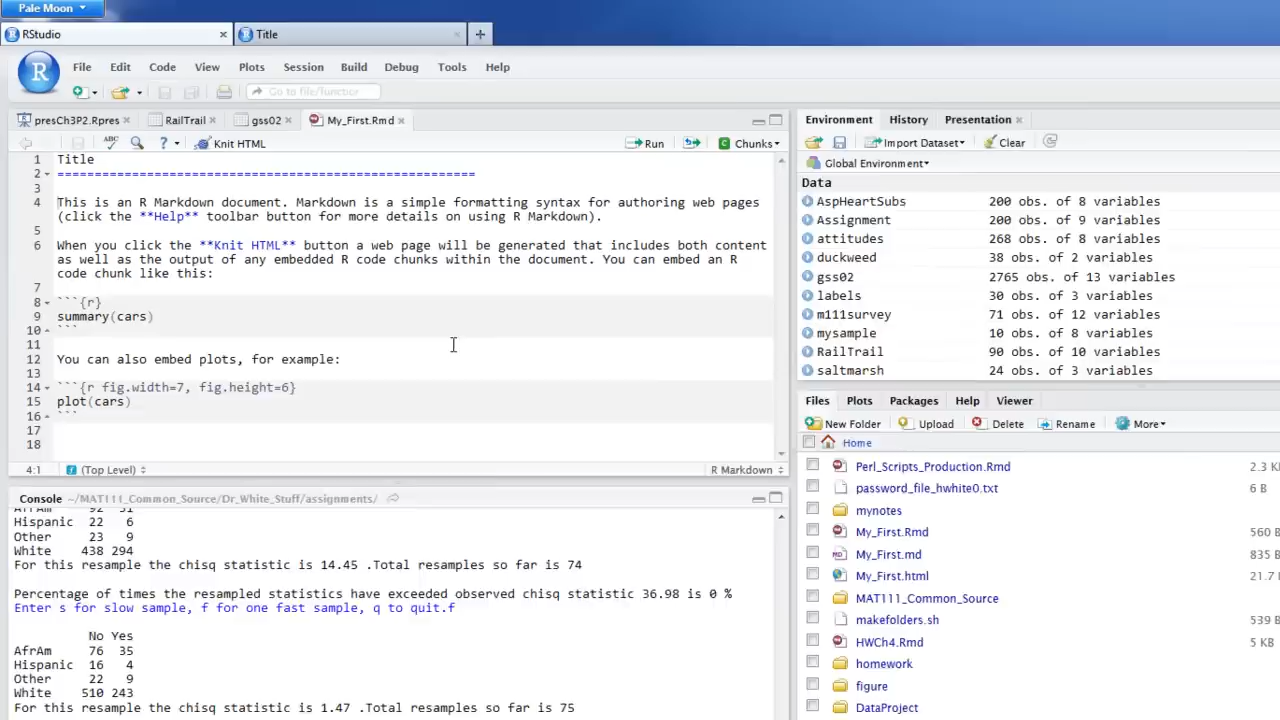 Pale Moon
RStudio
Title
File Edit Code View Plots Session Build Debug Tools Help
Go to file/function
presCh3P2.Rpres RailTrail gss02 My_First.Rmd
ABC ? Knit HTML Run Chunks
1 Title
2 =======================================================
3
4 This is an R Markdown document. Markdown is a simple formatting syntax for authoring web pages
(click the **Help** toolbar button for more details on using R Markdown).
5
6 When you click the **Knit HTML** button a web page will be generated that includes both content
as well as the output of any embedded R code chunks within the document. You can embed an R
code chunk like this:
7
8 ```{r}
9 summary(cars)
10 ```
11
12 You can also embed plots, for example:
13
14 ```{r fig.width=7, fig.height=6}
15 plot(cars)
16 ```
17
18
4:1 (Top Level) R Markdown
Console ~/MAT111_Common_Source/Dr_White_Stuff/assignments/
Hispanic 22 6
Other 23 9
White 438 294
For this resample the chisq statistic is 14.45 .Total resamples so far is 74
Percentage of times the resampled statistics have exceeded observed chisq statistic 36.98 is 0 %
Enter s for slow sample, f for one fast sample, q to quit.f
No Yes
AfrAm 76 35
Hispanic 16 4
Other 22 9
White 510 243
For this resample the chisq statistic is 1.47 .Total resamples so far is 75
Environment History Presentation
Import Dataset Clear
Global Environment
Data
AspHeartSubs 200 obs. of 8 variables
Assignment 200 obs. of 9 variables
attitudes 268 obs. of 8 variables
duckweed 38 obs. of 2 variables
gss02 2765 obs. of 13 variables
labels 30 obs. of 3 variables
m111survey 71 obs. of 12 variables
mysample 10 obs. of 8 variables
RailTrail 90 obs. of 10 variables
saltmarsh 24 obs. of 3 variables
Files Plots Packages Help Viewer
New Folder Upload Delete Rename More
Home
Perl_Scripts_Production.Rmd 2.3 K
password_file_hwhite0.txt 6 B
mynotes
My_First.Rmd 560 B
My_First.md 835 B
My_First.html 21.7
MAT111_Common_Source
makefolders.sh 539 B
HWCh4.Rmd 5 KB
homework
figure
DataProject